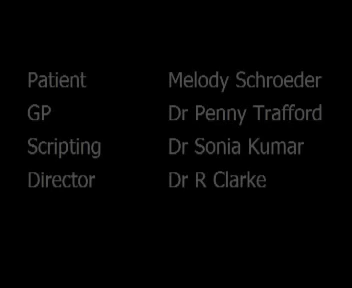 Patient Melody Schroeder
GP Dr Penny Trafford
Scripting Dr Sonia Kumar
Director Dr R Clarke